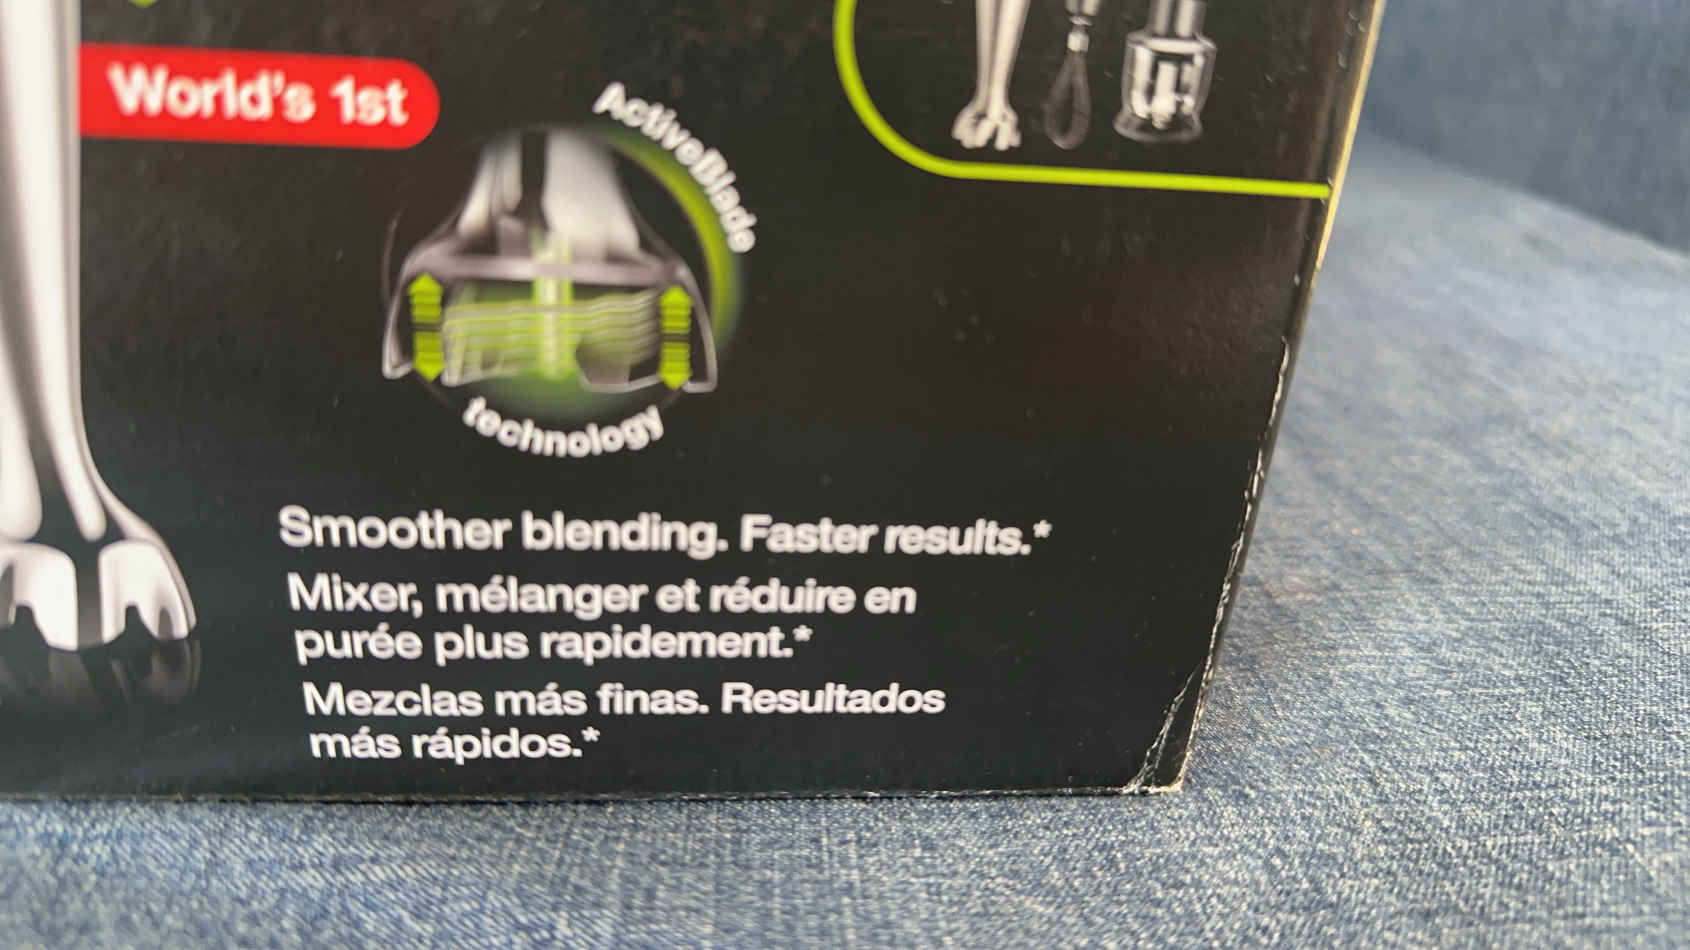 World's 1st
ActiveBlade
technology
Smoother blending. Faster results.*
Mixer, mélanger et réduire en
purée plus rapidement.*
Mezclas más finas. Resultados
más rápidos.*